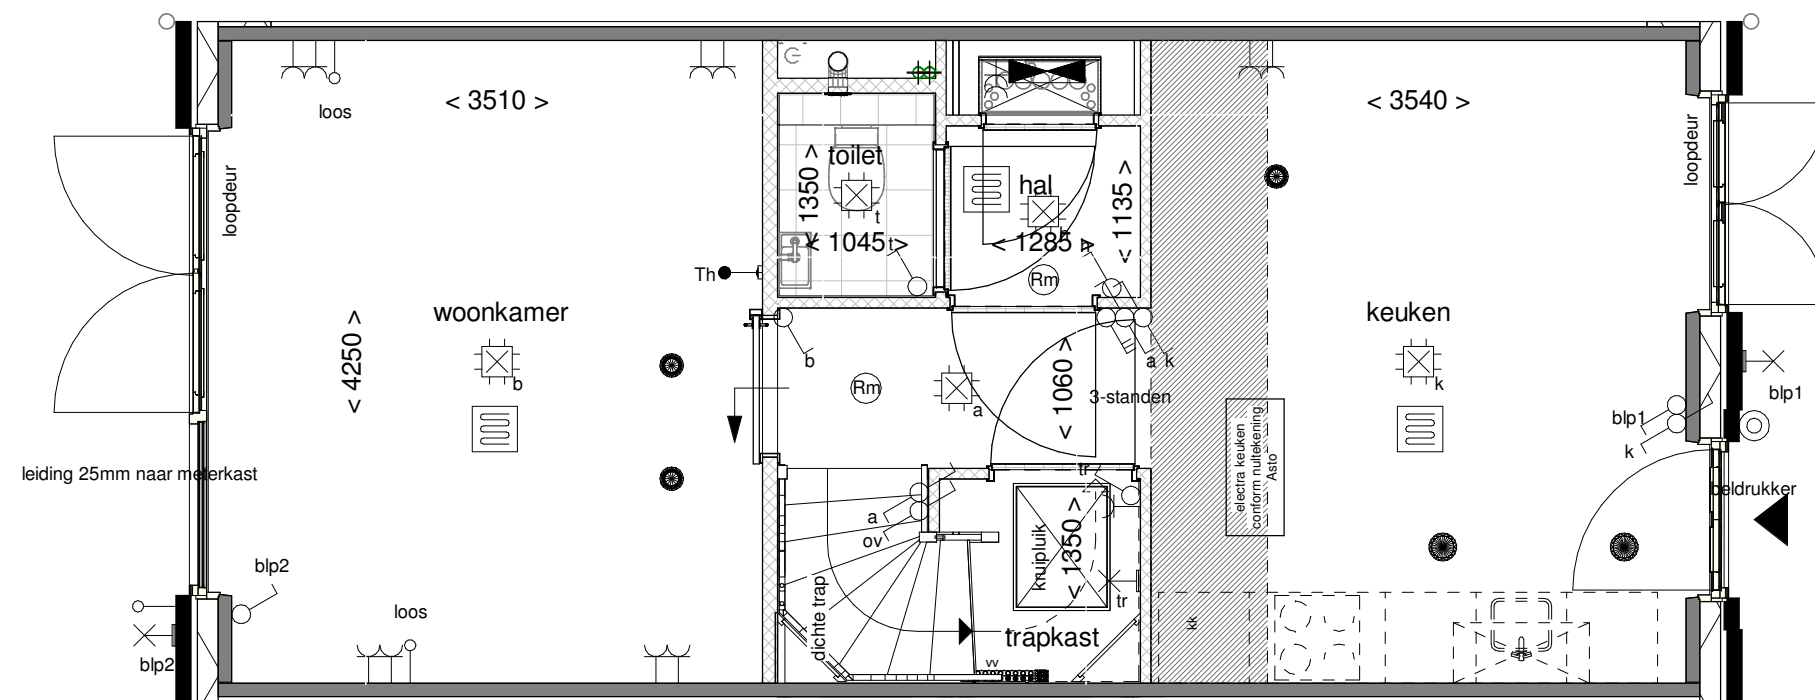 loos
< 3510 >
< 3540 >
loopdeur
toilet
< 1350 >
t
< 1045 >
t
hal
< 1135 >
< 1285 >
Rm
loopdeur
Th
woonkamer
b
< 4250 >
b
Rm
a
< 1060 >
a k
3-standen
keuken
k
blp1
blp1
k
electra keuken
conform nultekening
Asto
leiding 25mm naar meterkast
beldrukker
a
ov
tr
kruipluik
< 1350 >
tr
dichte trap
trapkast
vv
kk
blp2
loos
blp2